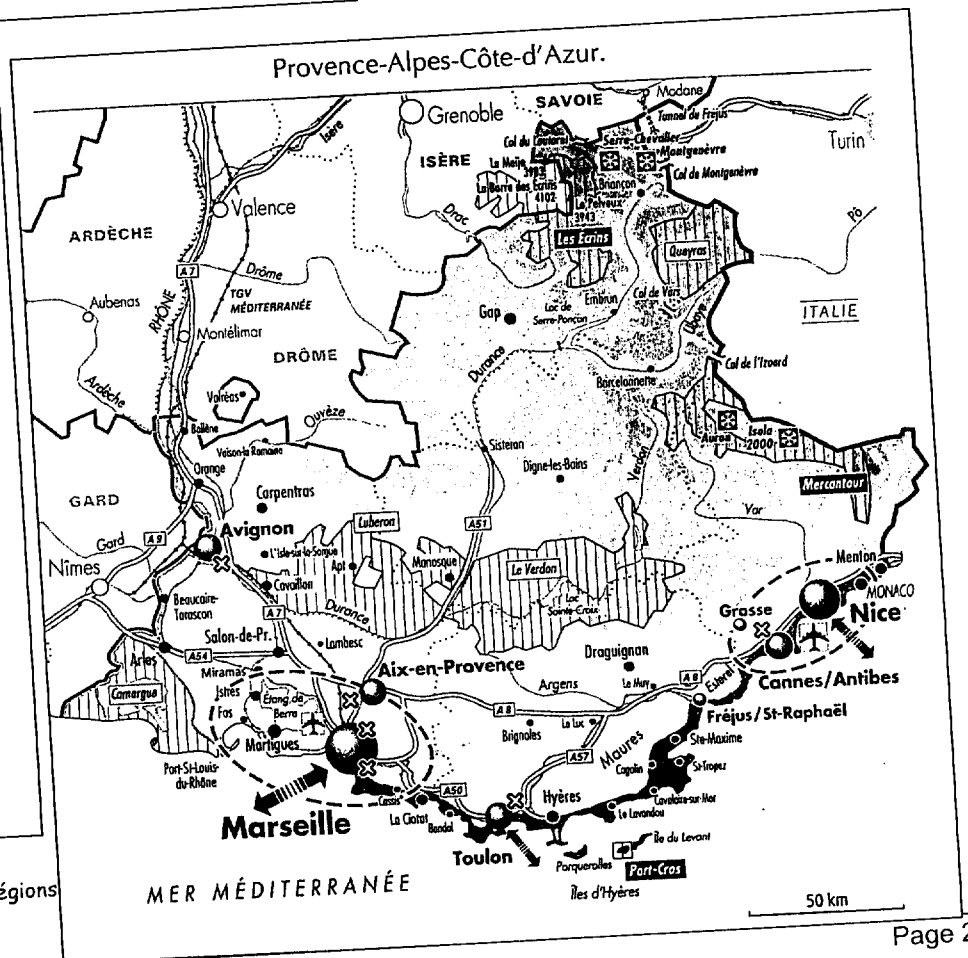 Provence-Alpes-Côte-d'Azur.
Grenoble
SAVOIE
Modane
Tunnel de Fréjus
Turin
Isère
ISÈRE
Col du Lautaret
Serre-Chevalier
Montgenèvre
La Meije
3983
Col de Montgenèvre
La Barre des Écrins
4102
Briançon
Le Pelvoux
3943
Valence
Drac
Pô
ARDÈCHE
Les Écrins
Queyras
A7
Drôme
Aubenas
RHÔNE
TGV
MÉDITERRANÉE
Embrun
Col de Vars
Gap
Lac de
Serre-Ponçon
Ubaye
ITALIE
Montélimar
DRÔME
Durance
Col de l'Izoard
Ardèche
Barcelonnette
Valréas
Ouvèze
Auron
Isola
2000
Bollène
Vaison-la Romaine
Sisteron
Verdon
Orange
Digne-les-Bains
Mercantour
GARD
Carpentras
Var
Luberon
A51
Avignon
Gard
A9
L'Isle-sur-la-Sorgue
Apt
Manosque
Le Verdon
Menton
Nîmes
Cavaillon
MONACO
Beaucaire-
Tarascon
A7
Durance
Lac
Sainte-Croix
Grasse
Nice
Salon-de-Pr.
Lambesc
Draguignan
Arles
A54
Aix-en-Provence
Miramas
Argens
Le Muy
A8
Esterel
Cannes/Antibes
Camargue
Istres
Étang de
Berre
A8
Fréjus/St-Raphaël
Fos
Brignoles
Le Luc
Martigues
Maures
Ste-Maxime
Port-St-Louis-
du-Rhône
A57
Cogolin
St-Tropez
Cassis
A50
Hyères
Cavalaire-sur-Mer
La Ciotat
Bandol
Le Lavandou
Marseille
Toulon
Île du Levant
Porquerolles
Port-Cros
Îles d'Hyères
MER MÉDITERRANÉE
50 km
égions
Page 2